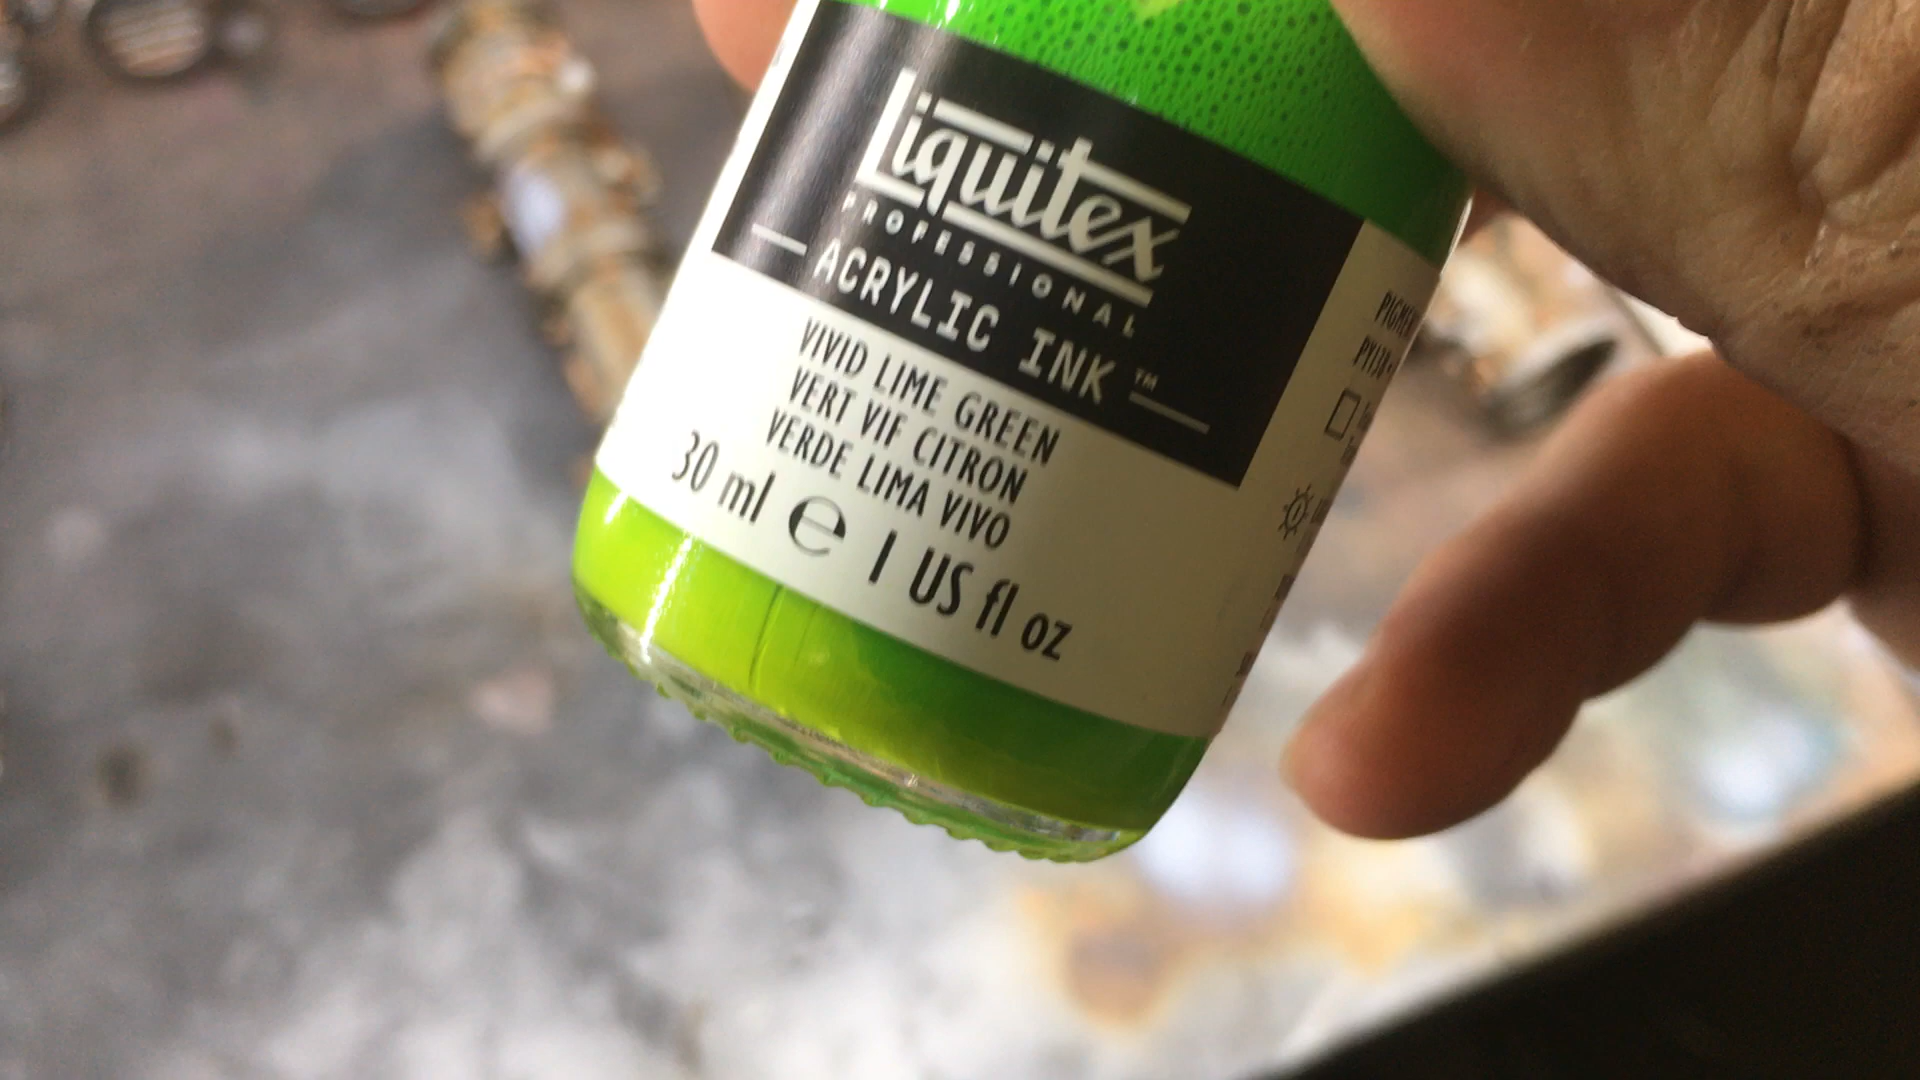 Liquitex
PROFESSIONAL
ACRYLIC INK™
VIVID LIME GREEN
VERT VIF CITRON
VERDE LIMA VIVO
30 ml ℮ 1 US fl oz